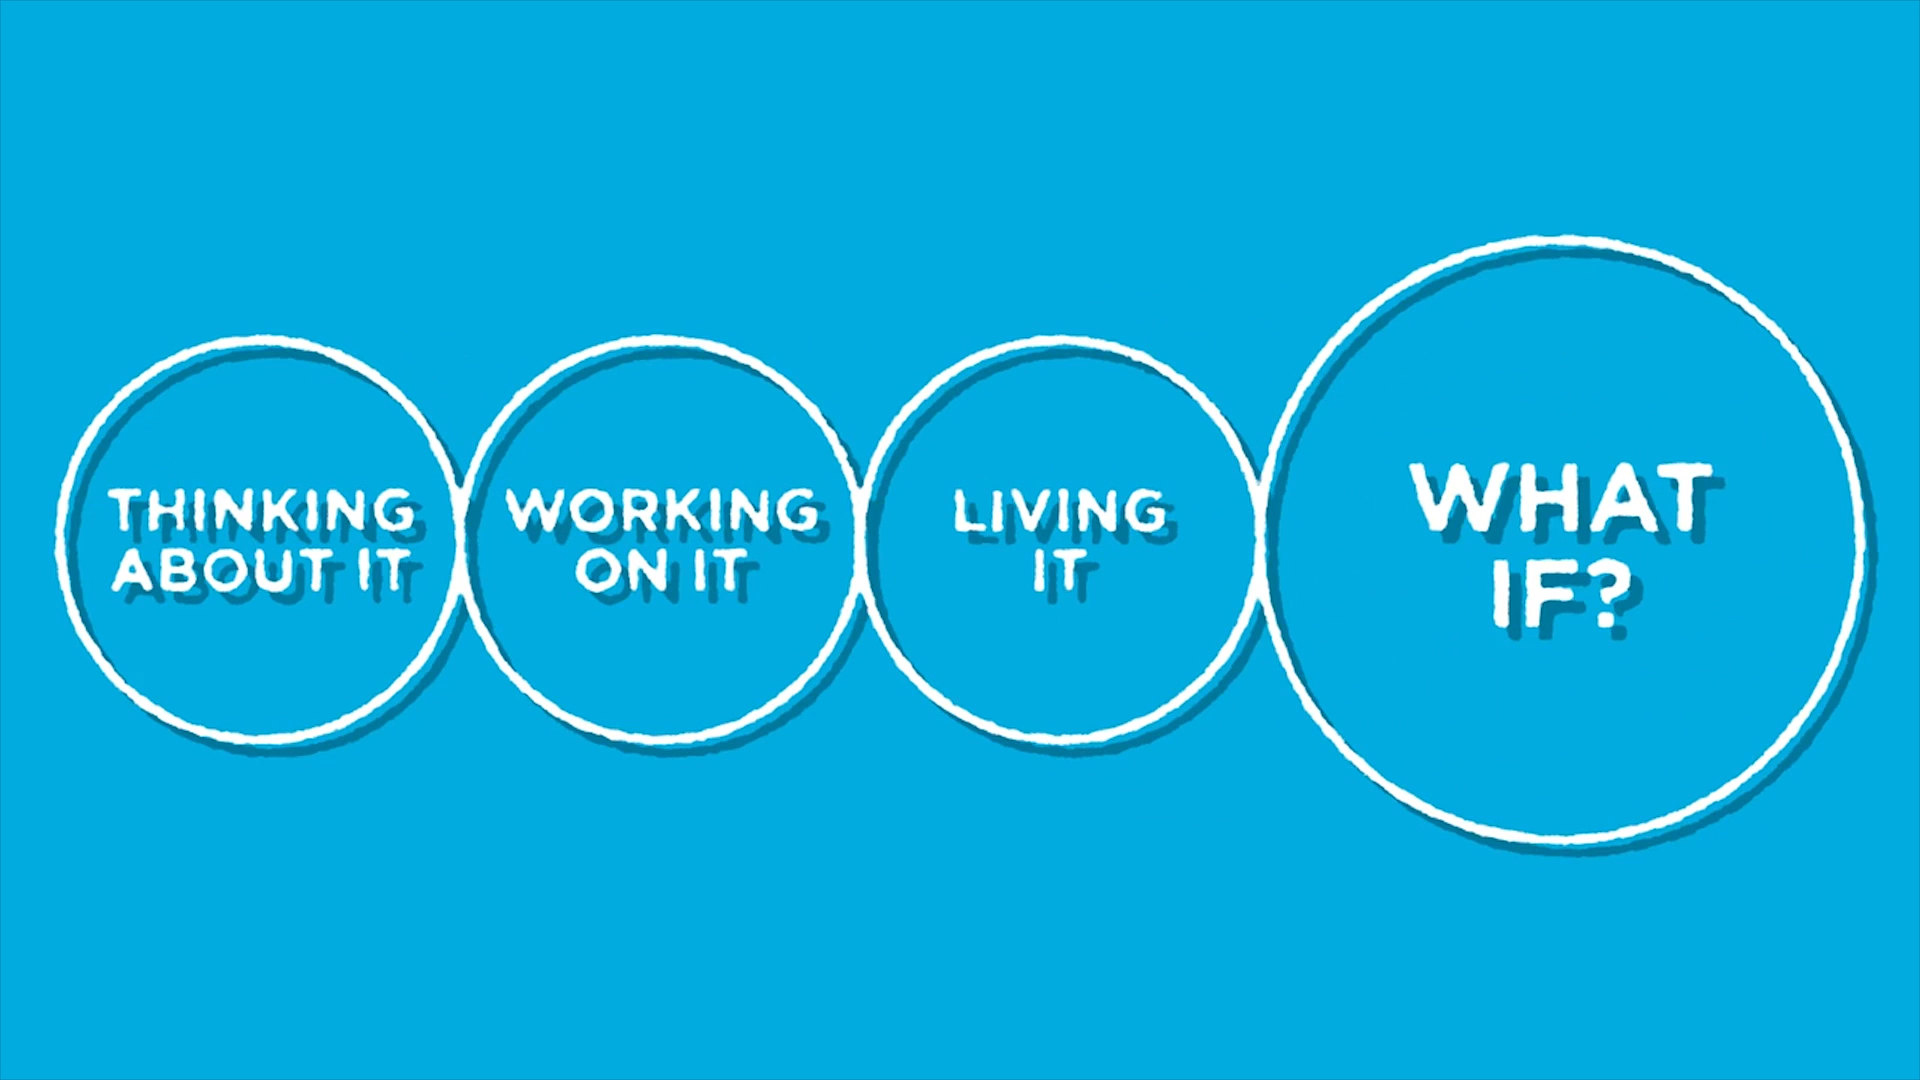 THINKING
ABOUT IT
WORKING
ON IT
LIVING
IT
WHAT
IF?